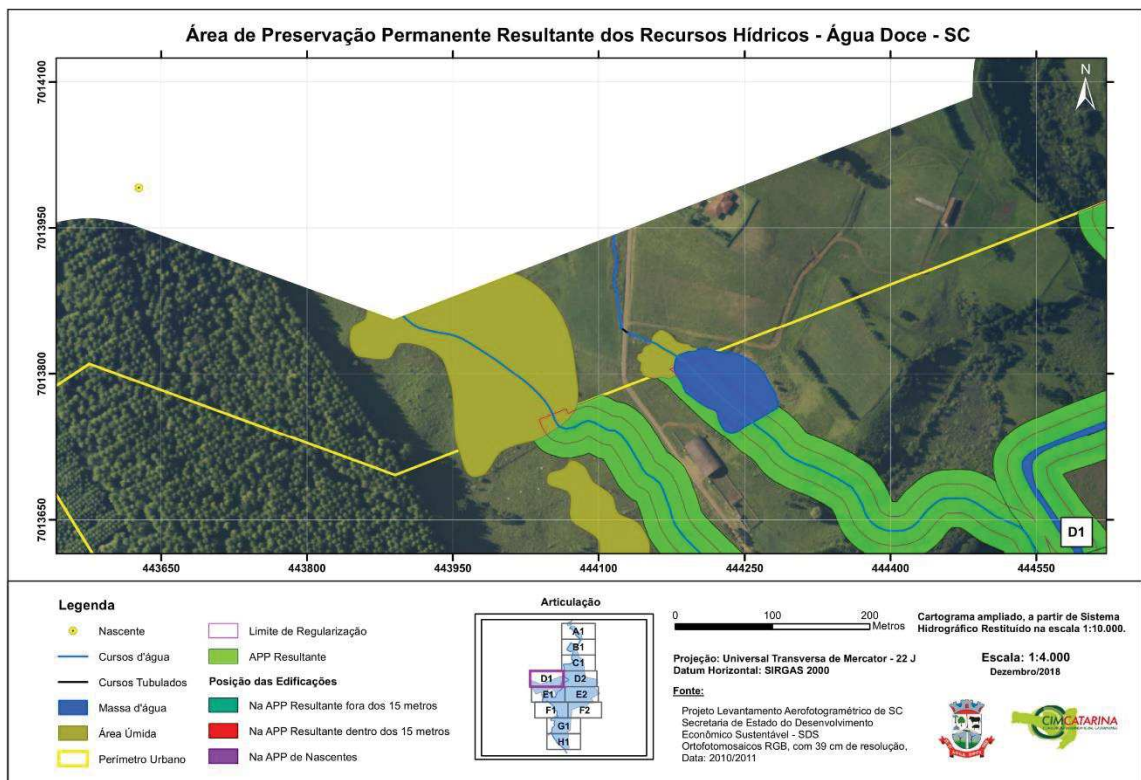 Área de Preservação Permanente Resultante dos Recursos Hídricos - Água Doce - SC
7014100
7013950
7013800
7013650
N
D1
443650
443800
443950
444100
444250
444400
444550
Legenda
Nascente
Cursos d'água
Cursos Tubulados
Massa d'água
Área Úmida
Perímetro Urbano
Limite de Regularização
APP Resultante
Posição das Edificações
Na APP Resultante fora dos 15 metros
Na APP Resultante dentro dos 15 metros
Na APP de Nascentes
Articulação
A1
B1
C1
D1
D2
E1
E2
F1
F2
G1
H1
0
100
200
Metros
Projeção: Universal Transversa de Mercator - 22 J
Datum Horizontal: SIRGAS 2000
Fonte:
Projeto Levantamento Aerofotogramétrico de SC
Secretaria de Estado do Desenvolvimento
Econômico Sustentável - SDS
Ortofotomosaicos RGB, com 39 cm de resolução,
Data: 2010/2011
Cartograma ampliado, a partir de Sistema
Hidrográfico Restituído na escala 1:10.000.
Escala: 1:4.000
Dezembro/2018
CIMCATARINA